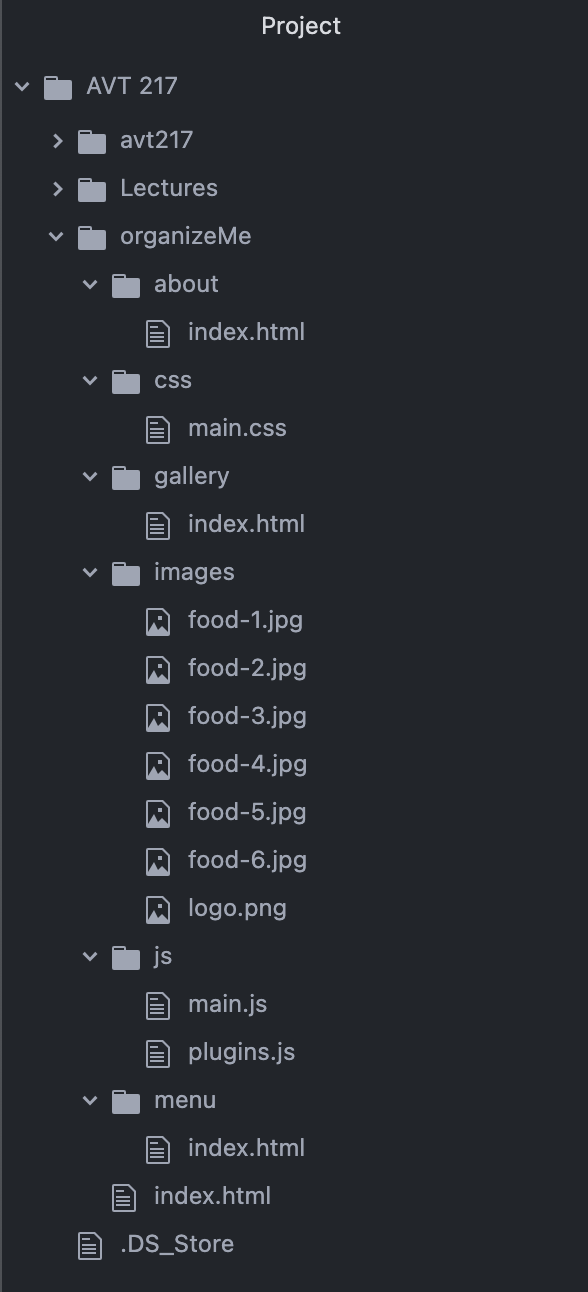 Project
AVT 217
avt217
Lectures
organizeMe
about
index.html
css
main.css
gallery
index.html
images
food-1.jpg
food-2.jpg
food-3.jpg
food-4.jpg
food-5.jpg
food-6.jpg
logo.png
js
main.js
plugins.js
menu
index.html
index.html
.DS_Store